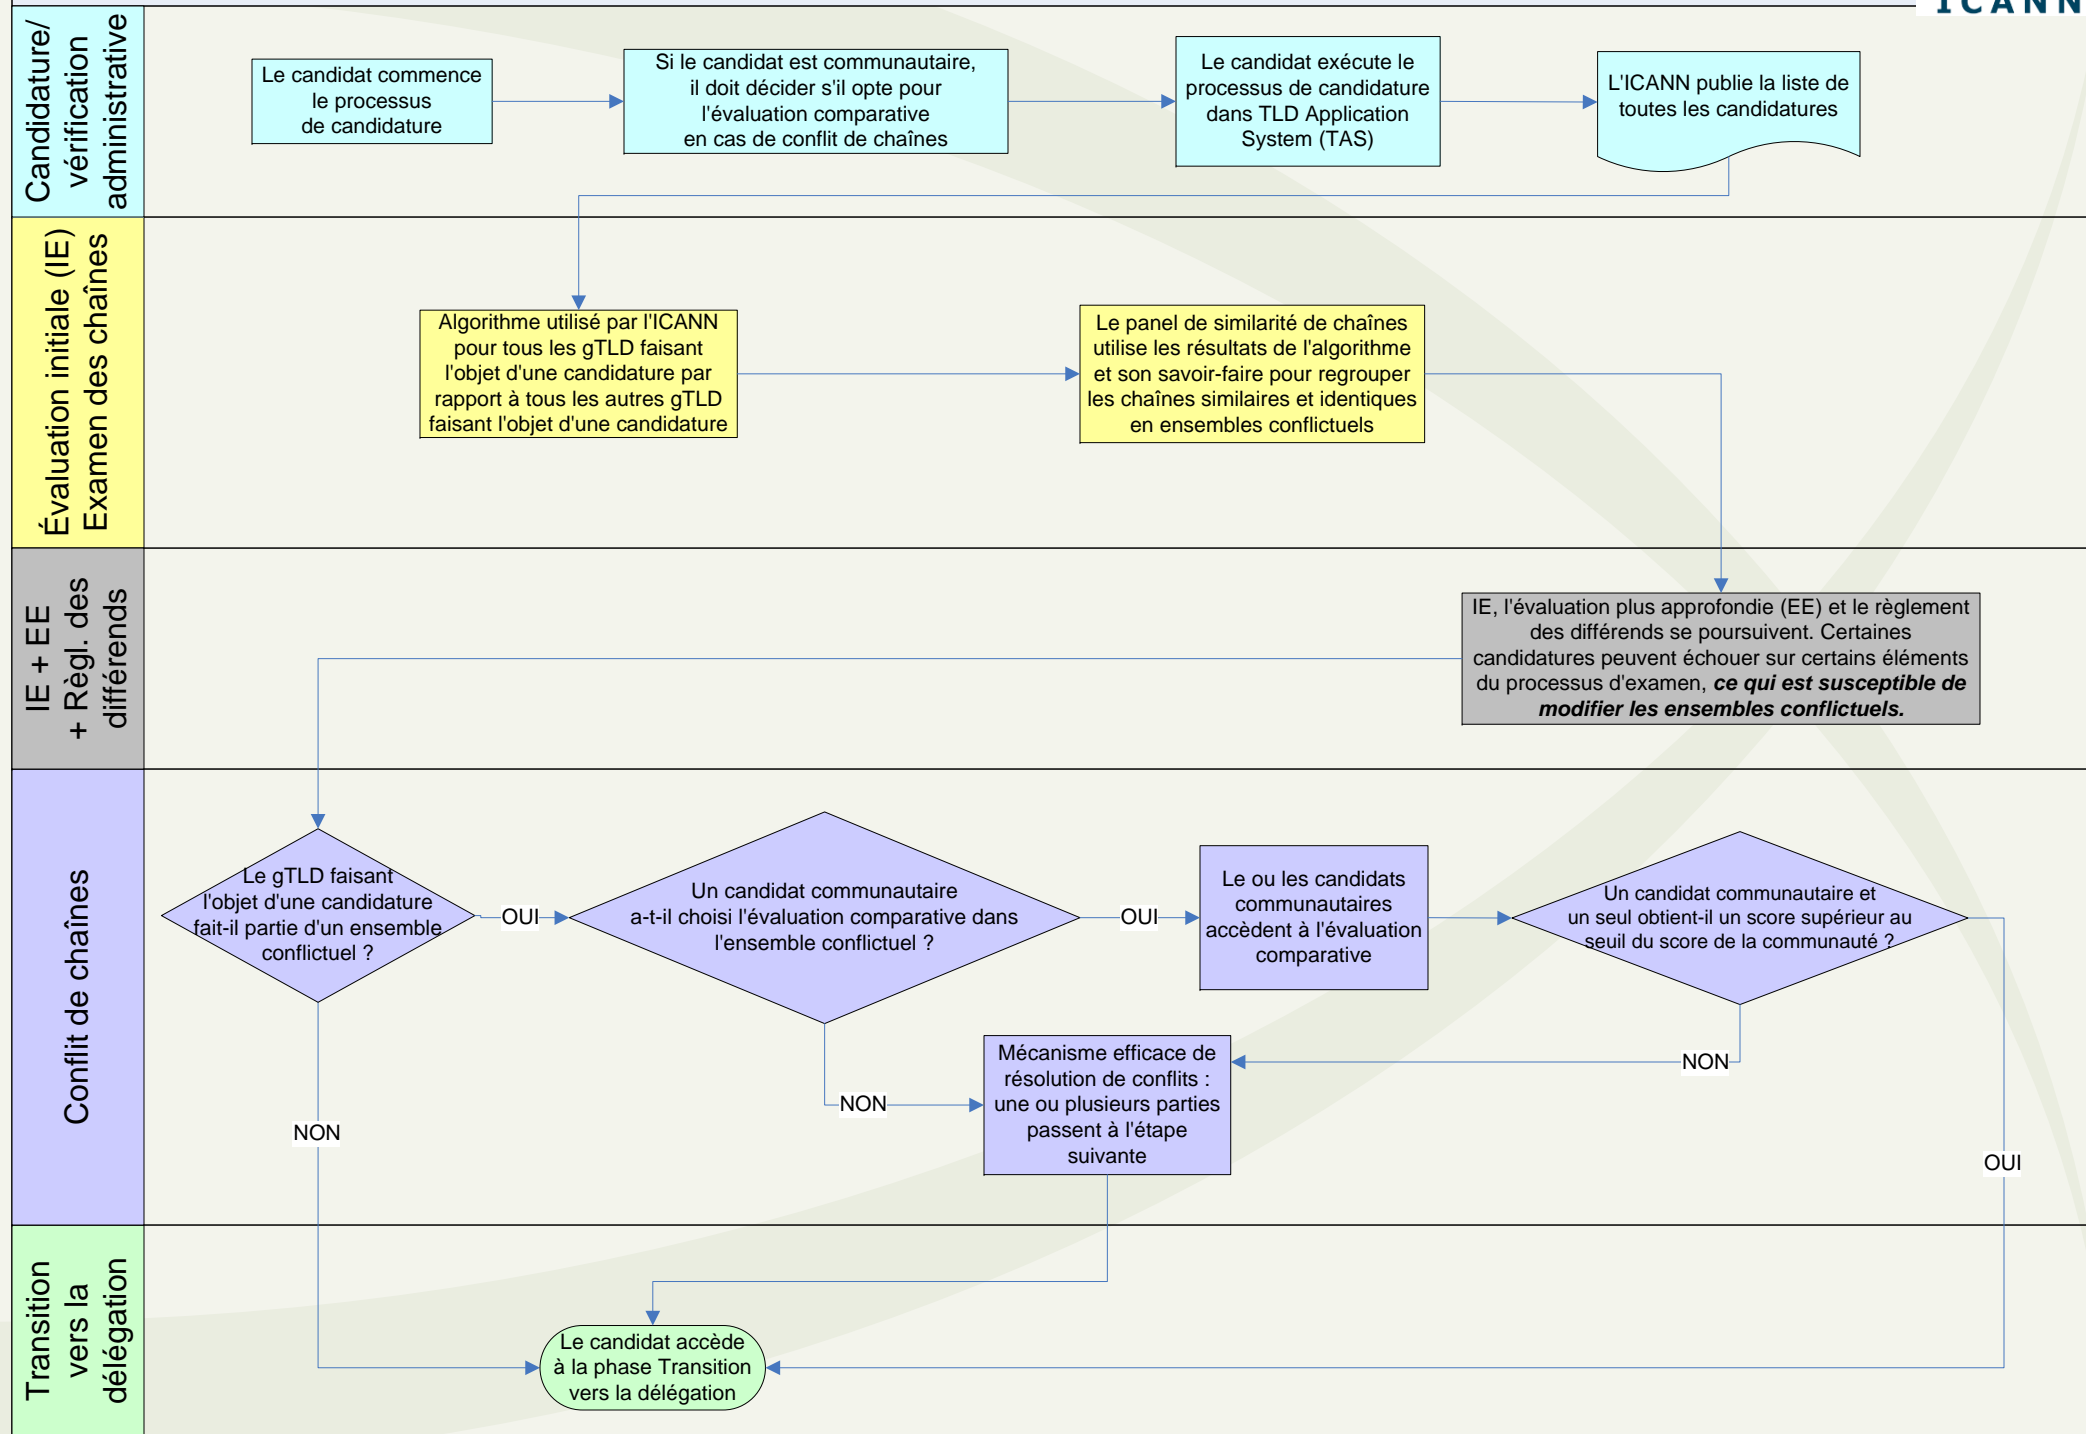 ICANN
Candidature/
vérification
administrative
Le candidat commence
le processus
de candidature
Si le candidat est communautaire,
il doit décider s'il opte pour
l'évaluation comparative
en cas de conflit de chaînes
Le candidat exécute le
processus de candidature
dans TLD Application
System (TAS)
L'ICANN publie la liste de
toutes les candidatures
Évaluation initiale (IE)
Examen des chaînes
Algorithme utilisé par l'ICANN
pour tous les gTLD faisant
l'objet d'une candidature par
rapport à tous les autres gTLD
faisant l'objet d'une candidature
Le panel de similarité de chaînes
utilise les résultats de l'algorithme
et son savoir-faire pour regrouper
les chaînes similaires et identiques
en ensembles conflictuels
IE + EE
+ Règl. des
différends
IE, l'évaluation plus approfondie (EE) et le règlement
des différends se poursuivent. Certaines
candidatures peuvent échouer sur certains éléments
du processus d'examen, ce qui est susceptible de
modifier les ensembles conflictuels.
Conflit de chaînes
Le gTLD faisant
l'objet d'une candidature
fait-il partie d'un ensemble
conflictuel ?
OUI
Un candidat communautaire
a-t-il choisi l'évaluation comparative dans
l'ensemble conflictuel ?
OUI
Le ou les candidats
communautaires
accèdent à l'évaluation
comparative
Un candidat communautaire et
un seul obtient-il un score supérieur au
seuil du score de la communauté ?
NON
NON
Mécanisme efficace de
résolution de conflits :
une ou plusieurs parties
passent à l'étape
suivante
NON
OUI
Transition
vers la
délégation
Le candidat accède
à la phase Transition
vers la délégation